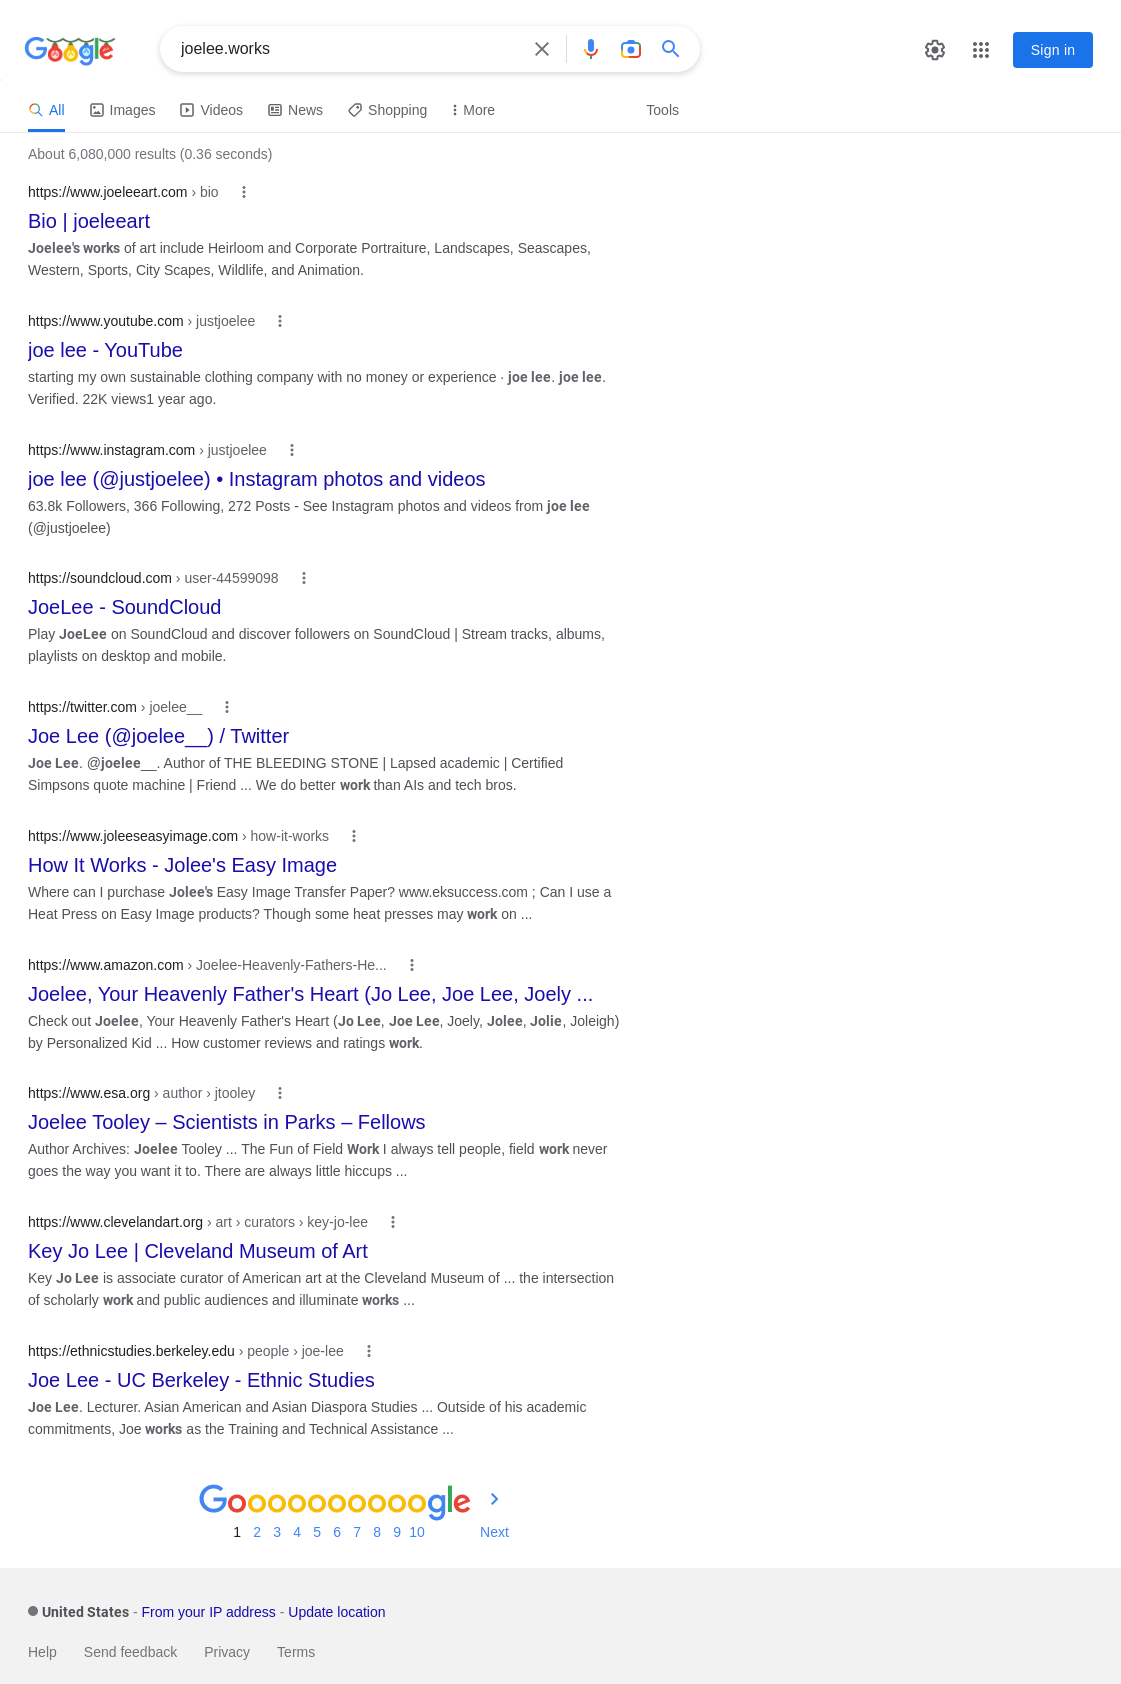 Google
joelee.works
Sign in
All Images Videos News Shopping More Tools
About 6,080,000 results (0.36 seconds)
https://www.joeleeart.com › bio
Bio | joeleeart
Joelee's works of art include Heirloom and Corporate Portraiture, Landscapes, Seascapes,
Western, Sports, City Scapes, Wildlife, and Animation.
https://www.youtube.com › justjoelee
joe lee - YouTube
starting my own sustainable clothing company with no money or experience · joe lee. joe lee.
Verified. 22K views1 year ago.
https://www.instagram.com › justjoelee
joe lee (@justjoelee) • Instagram photos and videos
63.8k Followers, 366 Following, 272 Posts - See Instagram photos and videos from joe lee
(@justjoelee)
https://soundcloud.com › user-44599098
JoeLee - SoundCloud
Play JoeLee on SoundCloud and discover followers on SoundCloud | Stream tracks, albums,
playlists on desktop and mobile.
https://twitter.com › joelee__
Joe Lee (@joelee__) / Twitter
Joe Lee. @joelee__. Author of THE BLEEDING STONE | Lapsed academic | Certified
Simpsons quote machine | Friend ... We do better work than AIs and tech bros.
https://www.joleeseasyimage.com › how-it-works
How It Works - Jolee's Easy Image
Where can I purchase Jolee's Easy Image Transfer Paper? www.eksuccess.com ; Can I use a
Heat Press on Easy Image products? Though some heat presses may work on ...
https://www.amazon.com › Joelee-Heavenly-Fathers-He...
Joelee, Your Heavenly Father's Heart (Jo Lee, Joe Lee, Joely ...
Check out Joelee, Your Heavenly Father's Heart (Jo Lee, Joe Lee, Joely, Jolee, Jolie, Joleigh)
by Personalized Kid ... How customer reviews and ratings work.
https://www.esa.org › author › jtooley
Joelee Tooley – Scientists in Parks – Fellows
Author Archives: Joelee Tooley ... The Fun of Field Work I always tell people, field work never
goes the way you want it to. There are always little hiccups ...
https://www.clevelandart.org › art › curators › key-jo-lee
Key Jo Lee | Cleveland Museum of Art
Key Jo Lee is associate curator of American art at the Cleveland Museum of ... the intersection
of scholarly work and public audiences and illuminate works ...
https://ethnicstudies.berkeley.edu › people › joe-lee
Joe Lee - UC Berkeley - Ethnic Studies
Joe Lee. Lecturer. Asian American and Asian Diaspora Studies ... Outside of his academic
commitments, Joe works as the Training and Technical Assistance ...
Goooooooooogle
1 2 3 4 5 6 7 8 9 10 Next
United States - From your IP address - Update location
Help Send feedback Privacy Terms